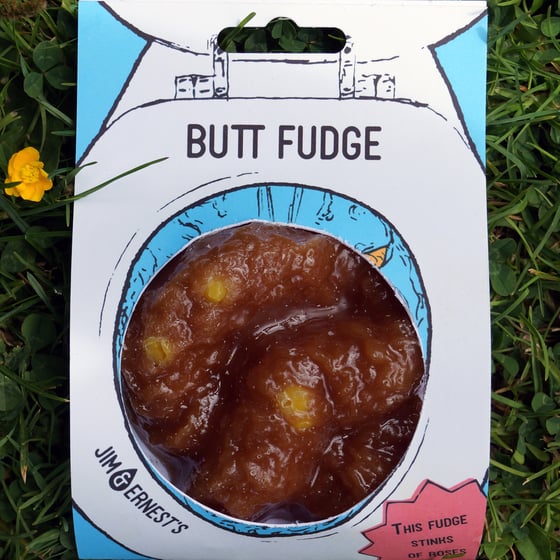 BUTT FUDGE
JIM & ERNEST'S
THIS FUDGE
STINKS
OF ROSES